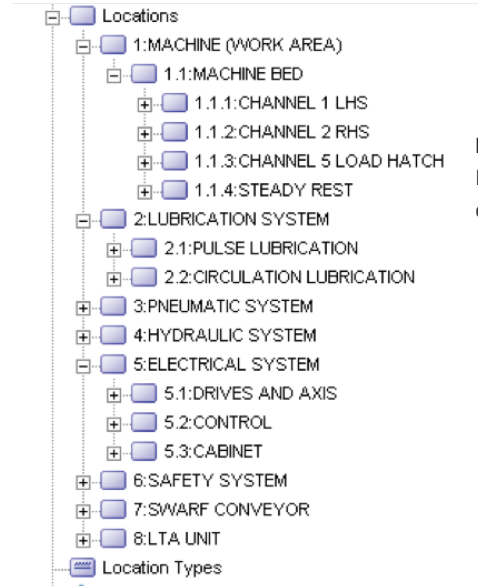 Locations
1:MACHINE (WORK AREA)
1.1:MACHINE BED
1.1.1:CHANNEL 1 LHS
1.1.2:CHANNEL 2 RHS
1.1.3:CHANNEL 5 LOAD HATCH
1.1.4:STEADY REST
2:LUBRICATION SYSTEM
2.1:PULSE LUBRICATION
2.2:CIRCULATION LUBRICATION
3:PNEUMATIC SYSTEM
4:HYDRAULIC SYSTEM
5:ELECTRICAL SYSTEM
5.1:DRIVES AND AXIS
5.2:CONTROL
5.3:CABINET
6:SAFETY SYSTEM
7:SWARF CONVEYOR
8:LTA UNIT
Location Types